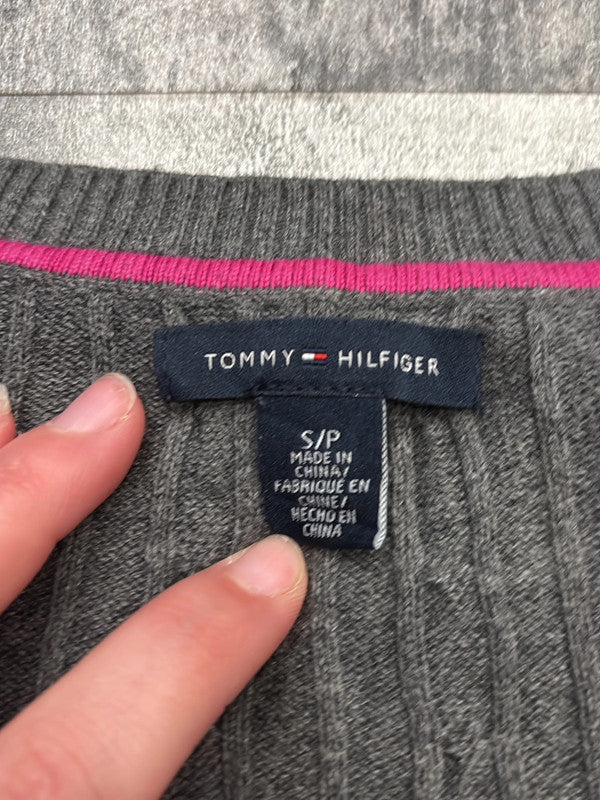 TOMMY HILFIGER
S/P
MADE IN
CHINA/
FABRIQUE EN
CHINE/
HECHO EN
CHINA